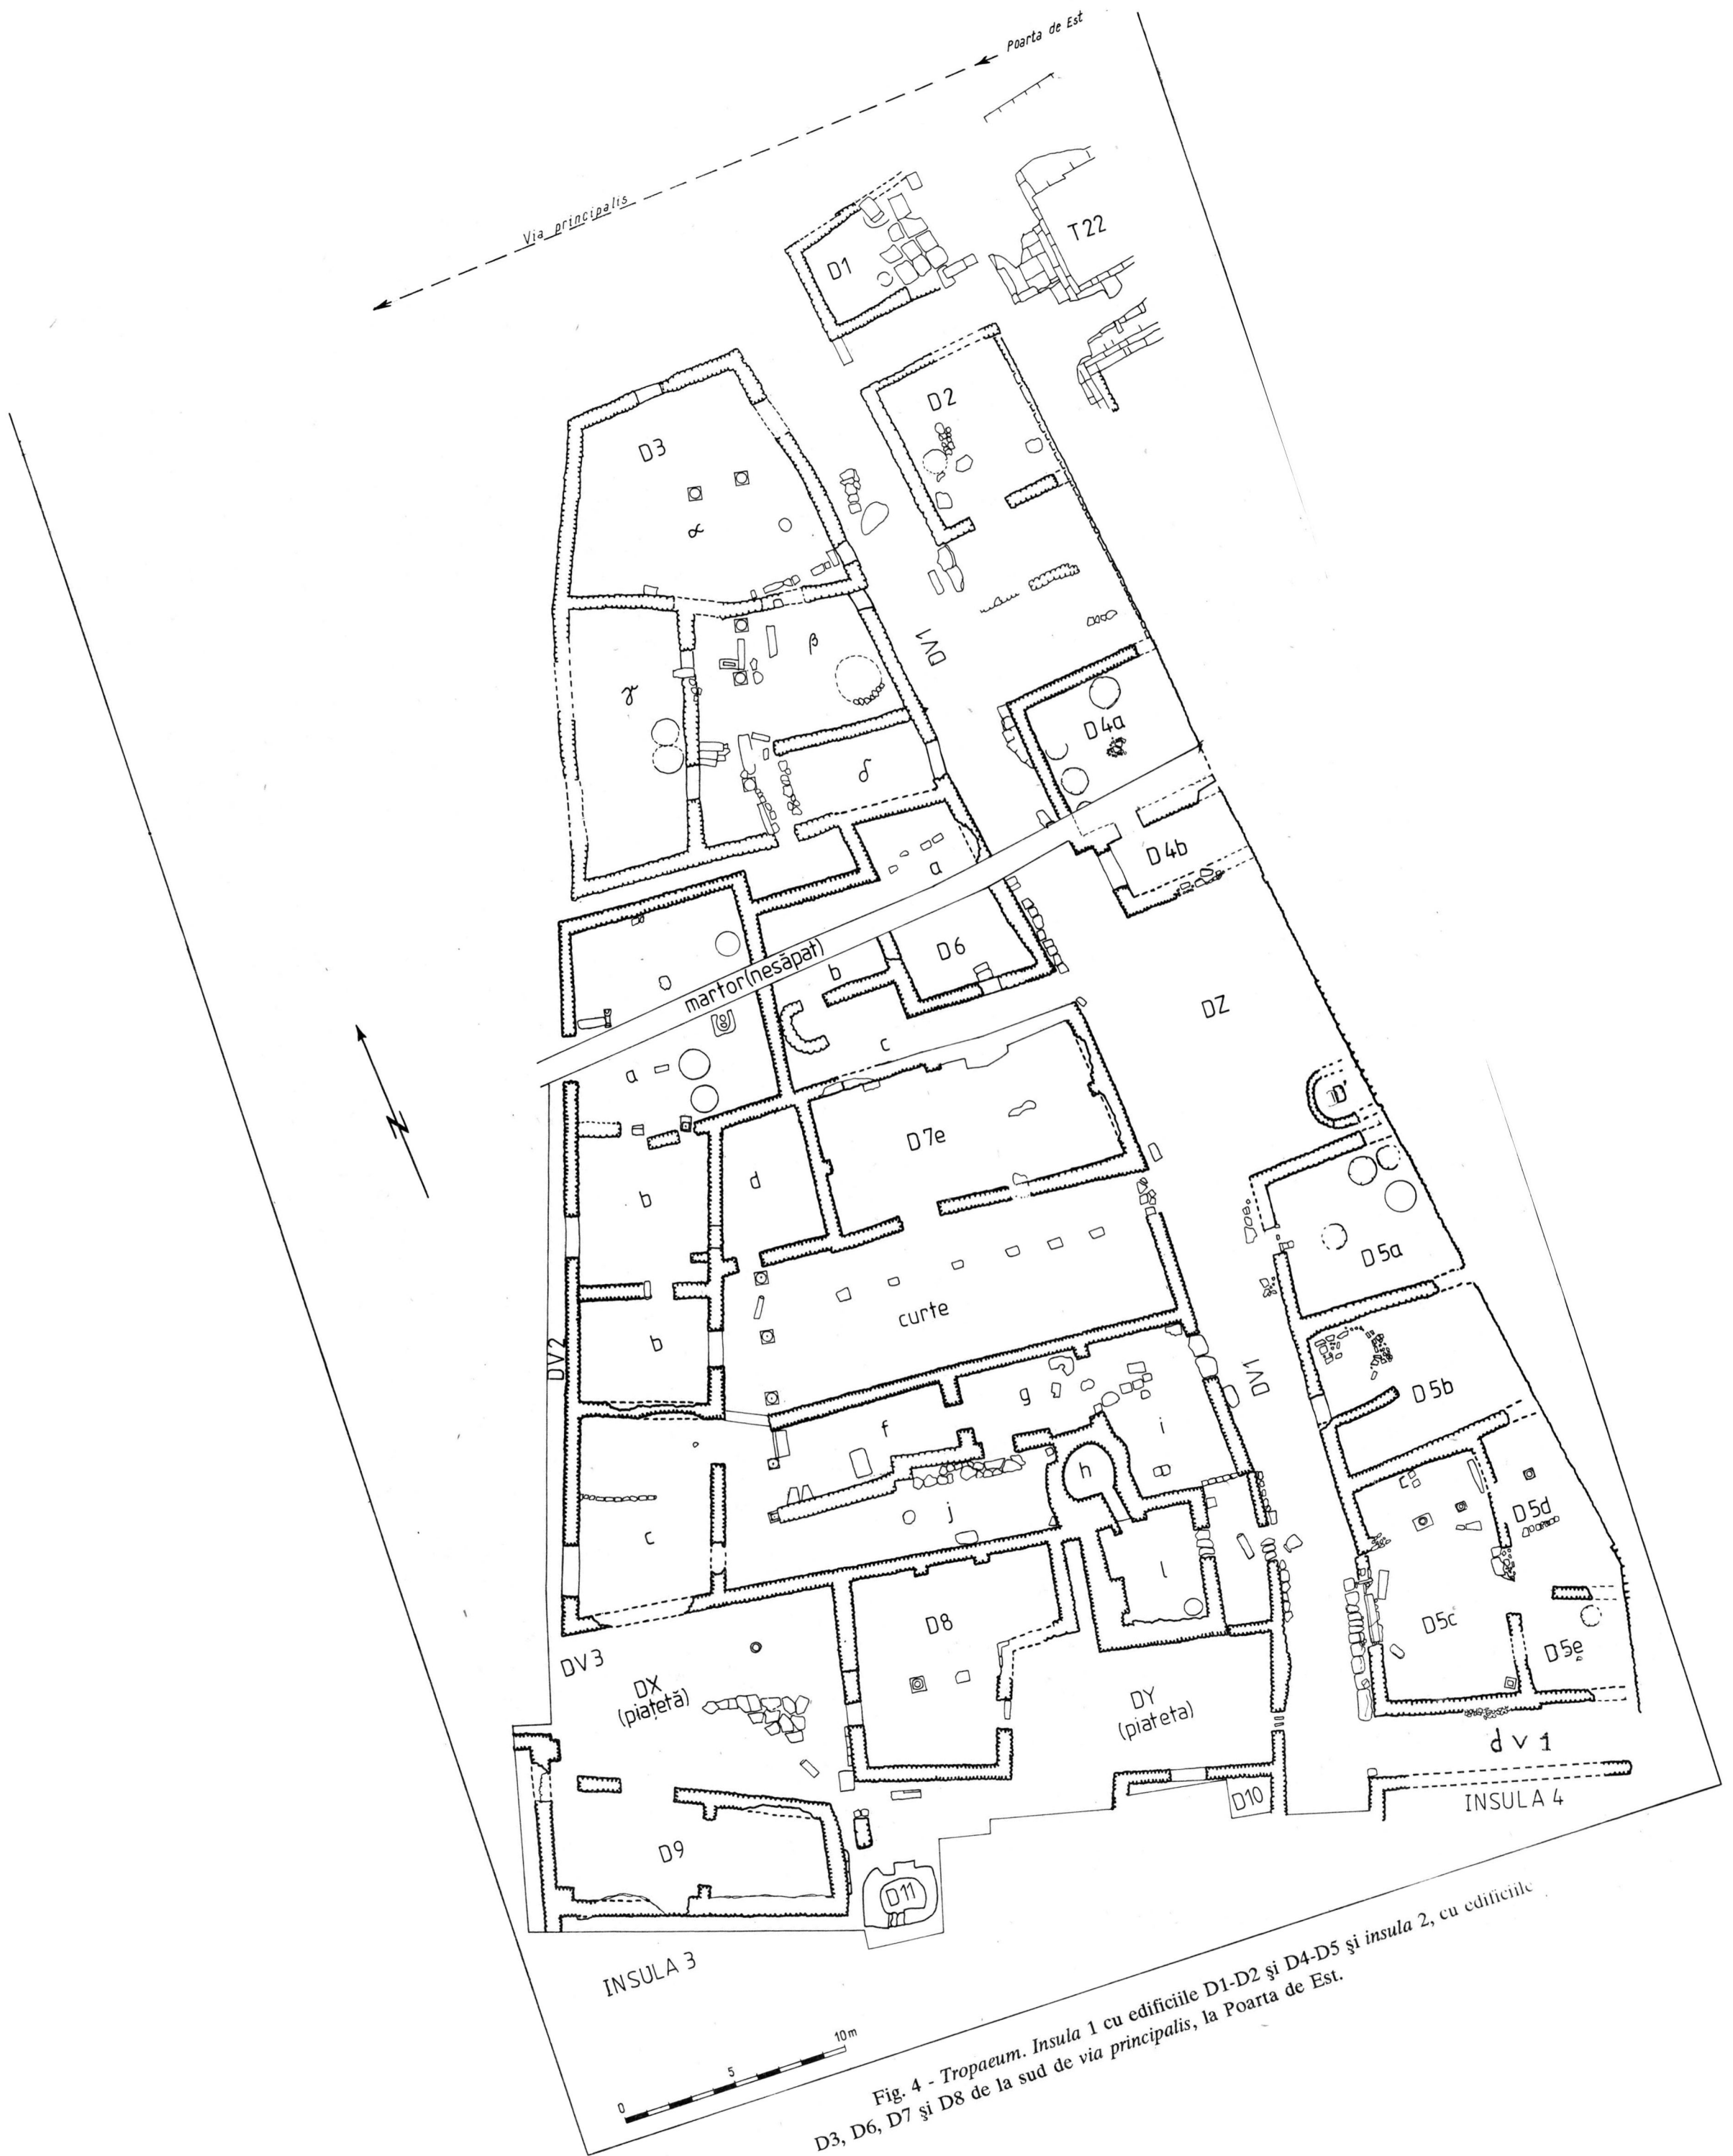 Poarta de Est
Via principalis
T22
D1
D2
D3
α
DV1
β
γ
D4a
δ
D4b
a
D6
martor (nesăpat)
b
DZ
c
a
D7e
d
b
D5a
curte
b
DV2
DV1
D5b
g
f
i
h
D5d
j
c
l
D8
D5c
D5e
DV3
DX
(piațetă)
DY
(piateta)
dv1
D10
INSULA 4
D9
D11
INSULA 3
N
0 5 10m
Fig. 4 - Tropaeum. Insula 1 cu edificiile D1-D2 și D4-D5 și insula 2, cu edificiile
D3, D6, D7 și D8 de la sud de via principalis, la Poarta de Est.